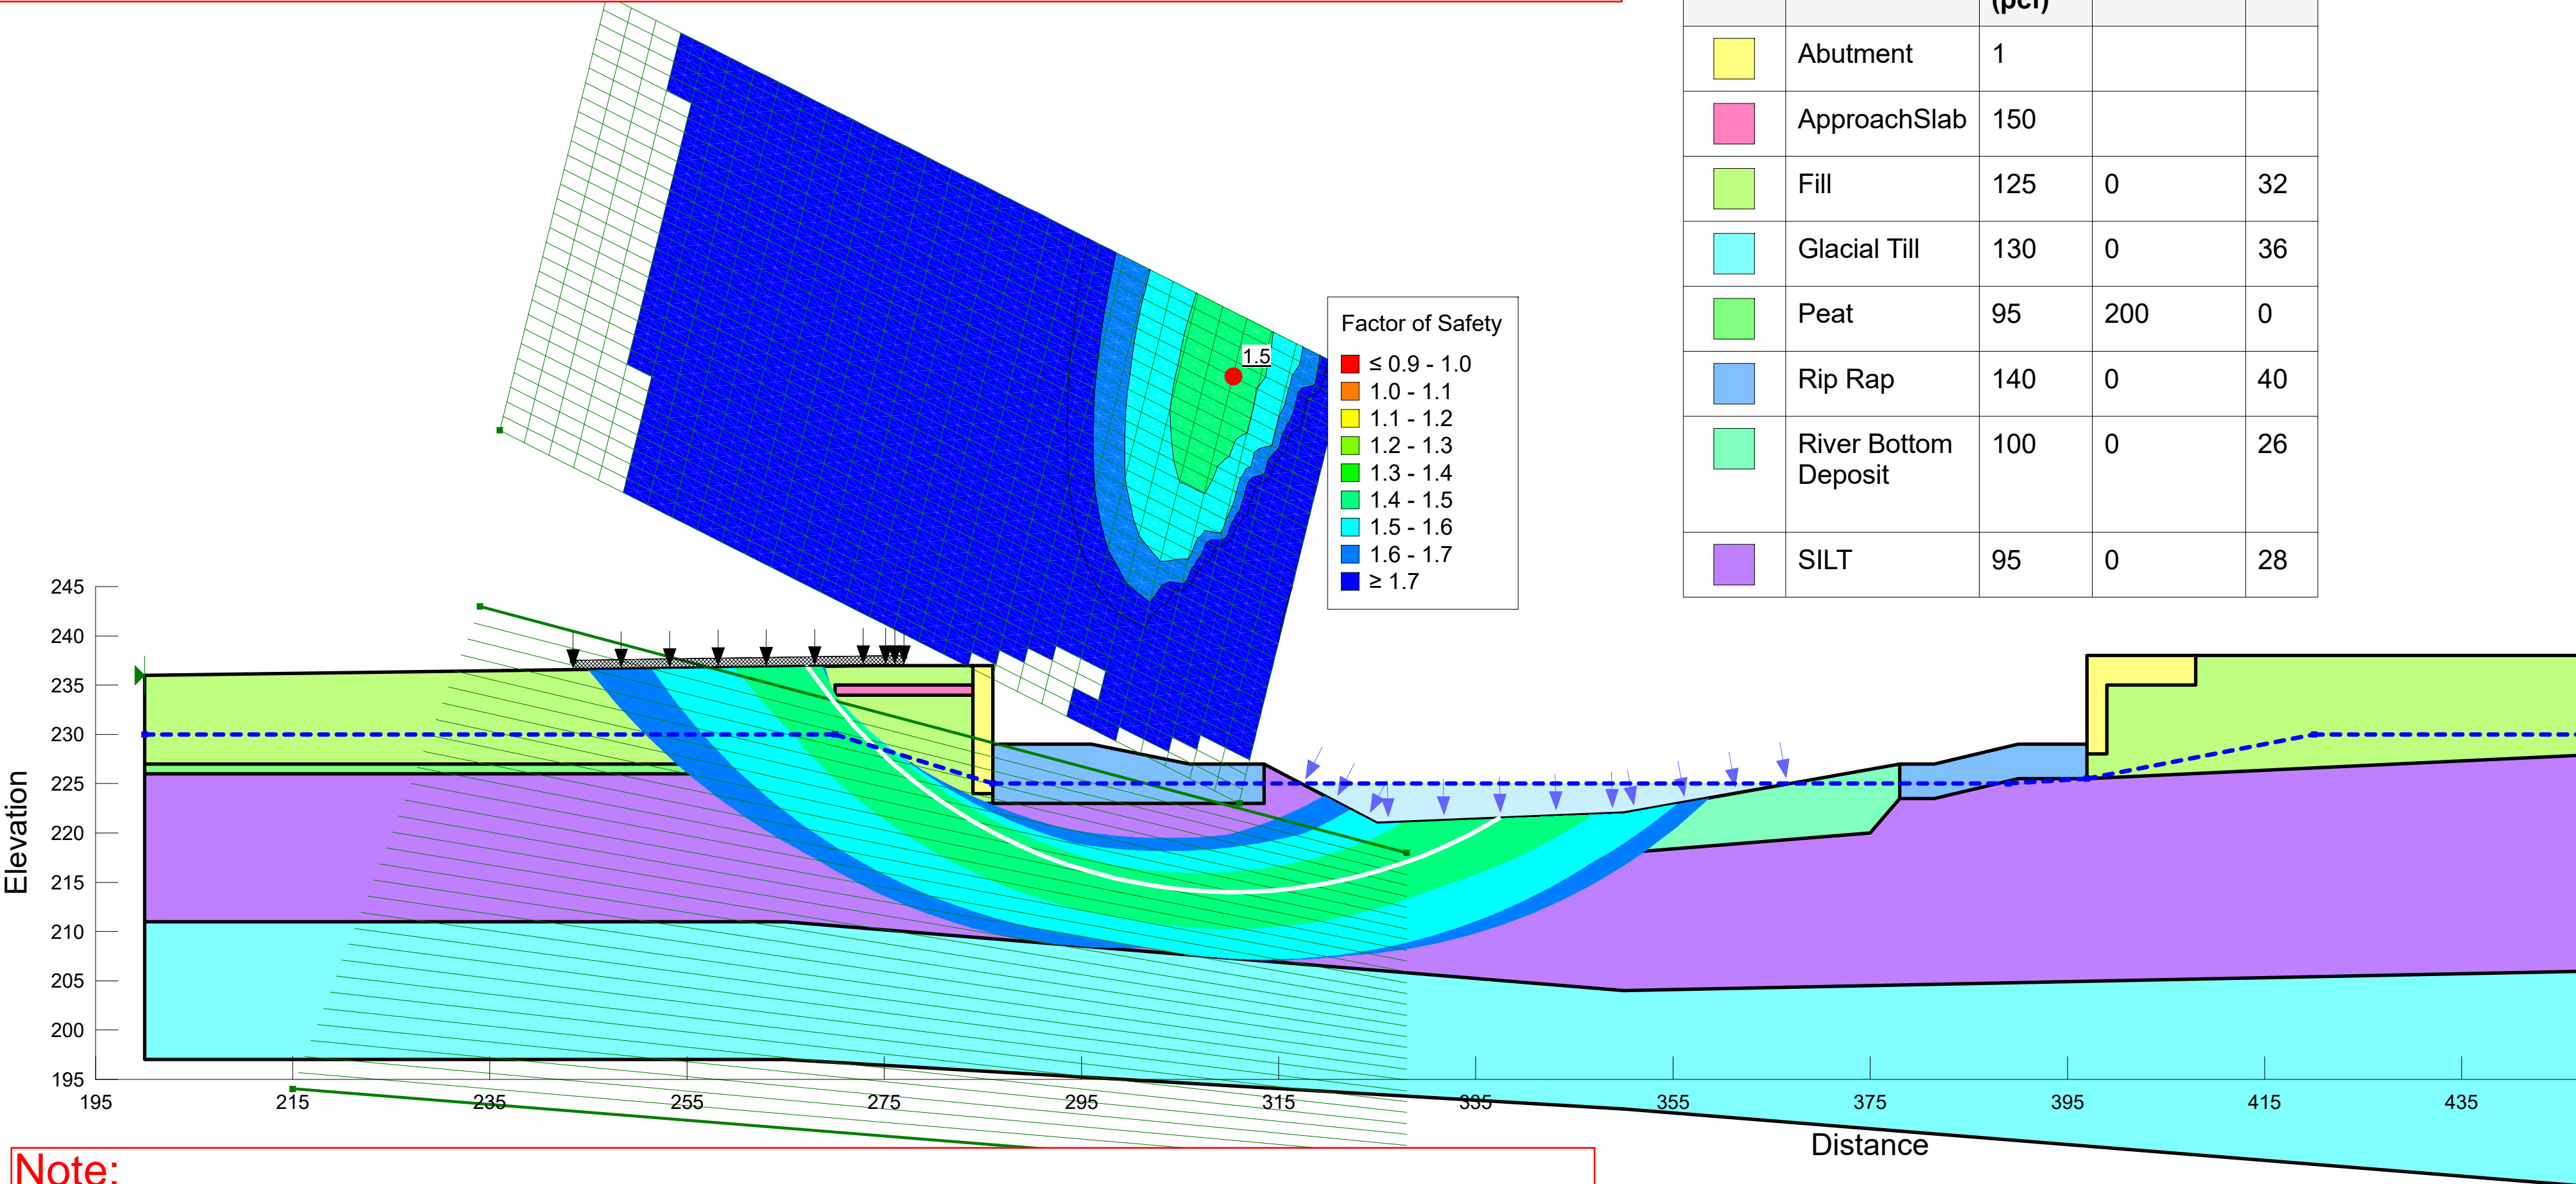 (pcf)
Abutment 1
ApproachSlab 150
Fill 125 0 32
Glacial Till 130 0 36
Peat 95 200 0
Rip Rap 140 0 40
River Bottom 100 0 26
Deposit
SILT 95 0 28
1.5
Factor of Safety
≤ 0.9 - 1.0
1.0 - 1.1
1.1 - 1.2
1.2 - 1.3
1.3 - 1.4
1.4 - 1.5
1.5 - 1.6
1.6 - 1.7
≥ 1.7
245
240
235
230
225
220
215
210
205
200
195
Elevation
195 215 235 255 275 295 315 335 355 375 395 415 435
Distance
Note: